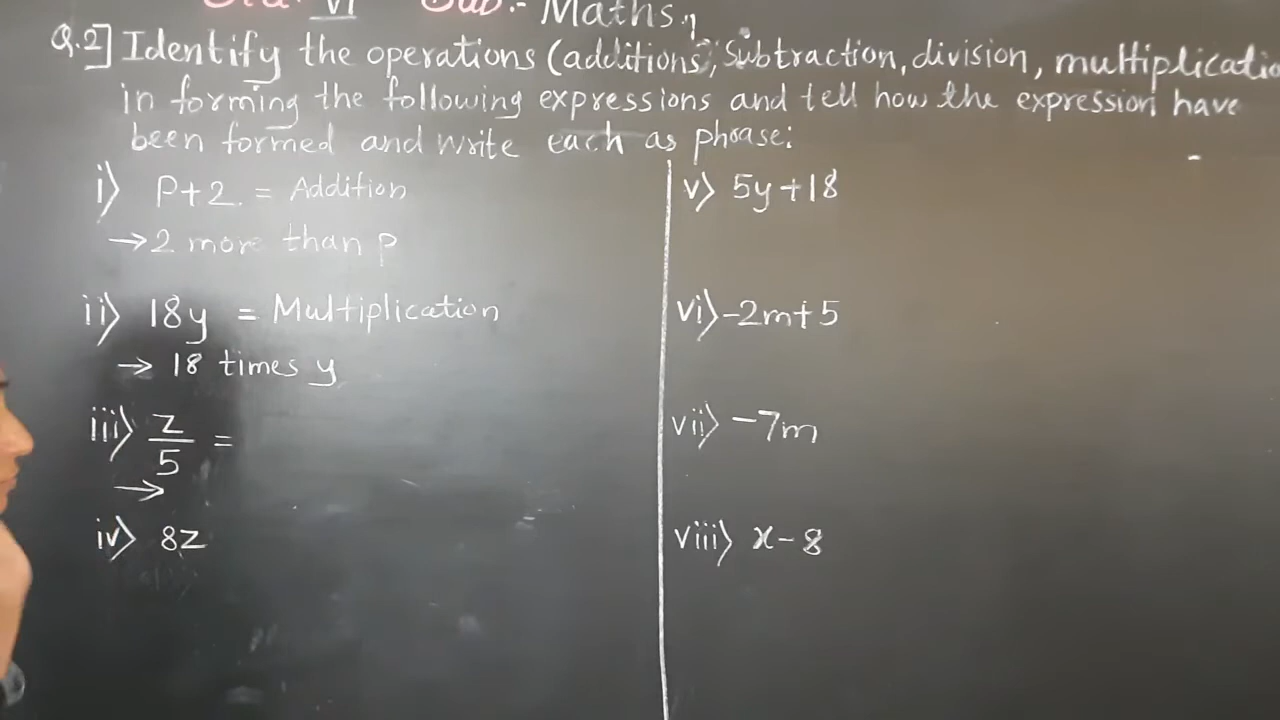 Std:- VI Sub:- Maths.
Q.2] Identify the operations (additions, subtraction, division, multiplicatio
in forming the following expressions and tell how the expression have
been formed and write each as phrase:
i) p+2. = Addition
→ 2 more than p
ii) 18y = Multiplication
→ 18 times y
iii) z/5 =
→
iv) 8z
v) 5y+18
vi) -2m+5
vii) -7m
viii) x-8